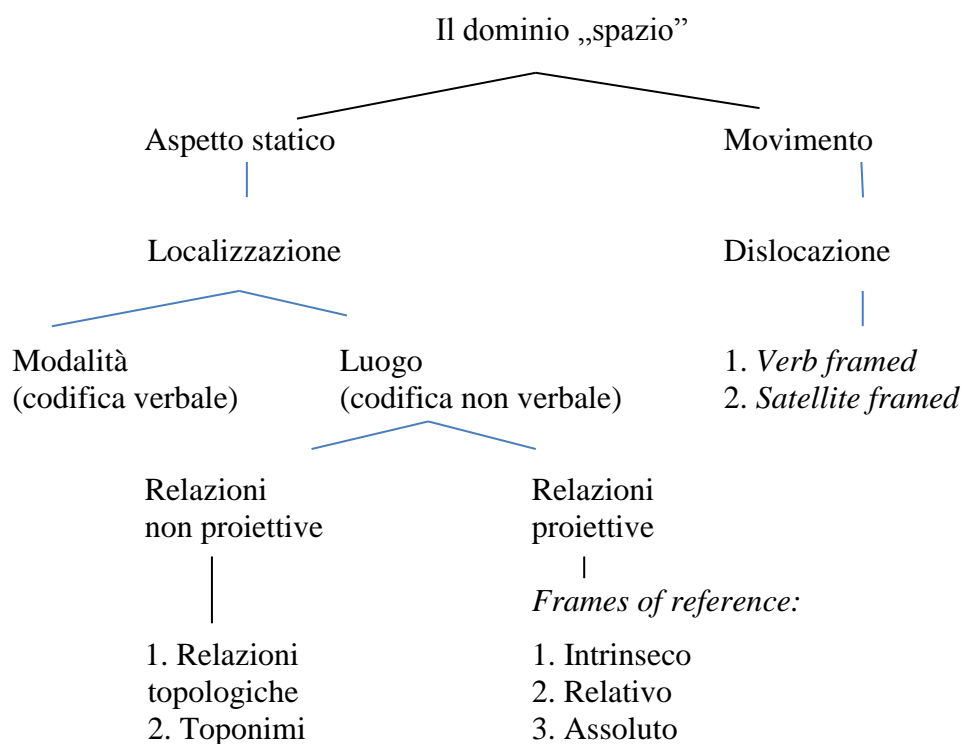 Il dominio „spazio”
Aspetto statico
Movimento
Localizzazione
Dislocazione
Modalità
(codifica verbale)
Luogo
(codifica non verbale)
1. Verb framed
2. Satellite framed
Relazioni
non proiettive
Relazioni
proiettive
Frames of reference:
1. Relazioni
topologiche
2. Toponimi
1. Intrinseco
2. Relativo
3. Assoluto